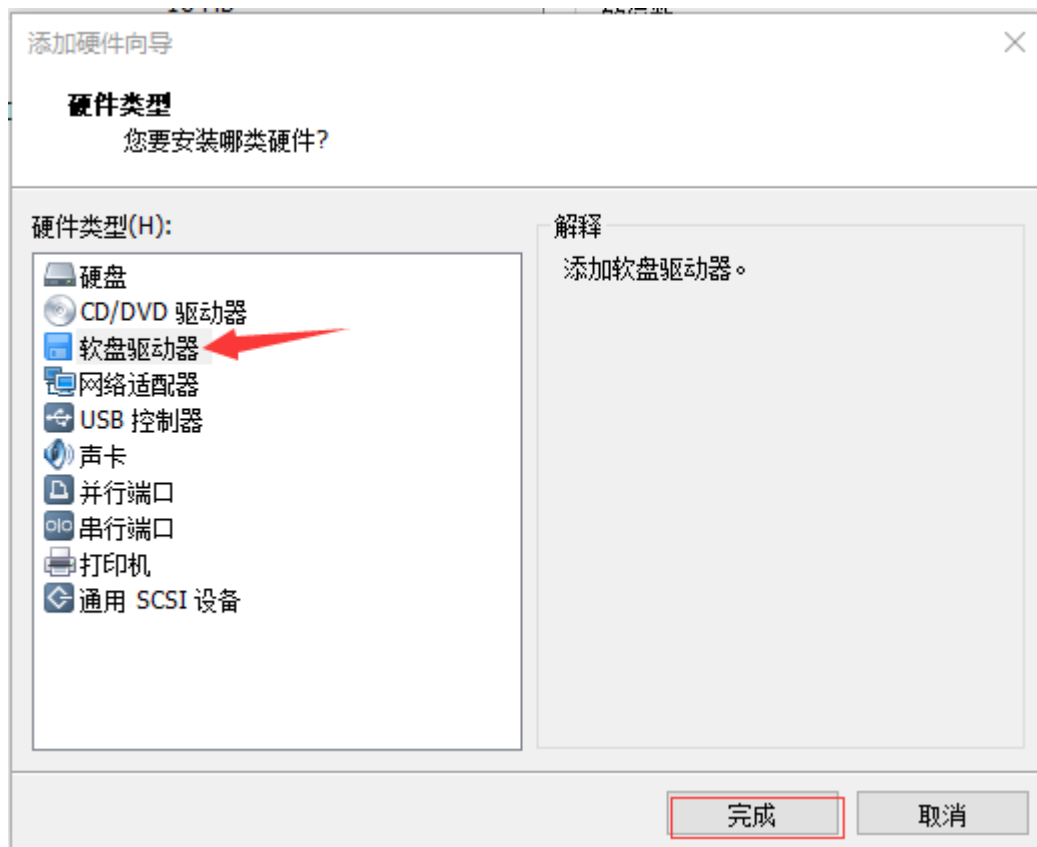 添加硬件向导
硬件类型
您要安装哪类硬件?
硬件类型(H):
硬盘
CD/DVD 驱动器
软盘驱动器
网络适配器
USB 控制器
声卡
并行端口
串行端口
打印机
通用 SCSI 设备
解释
添加软盘驱动器。
完成
取消